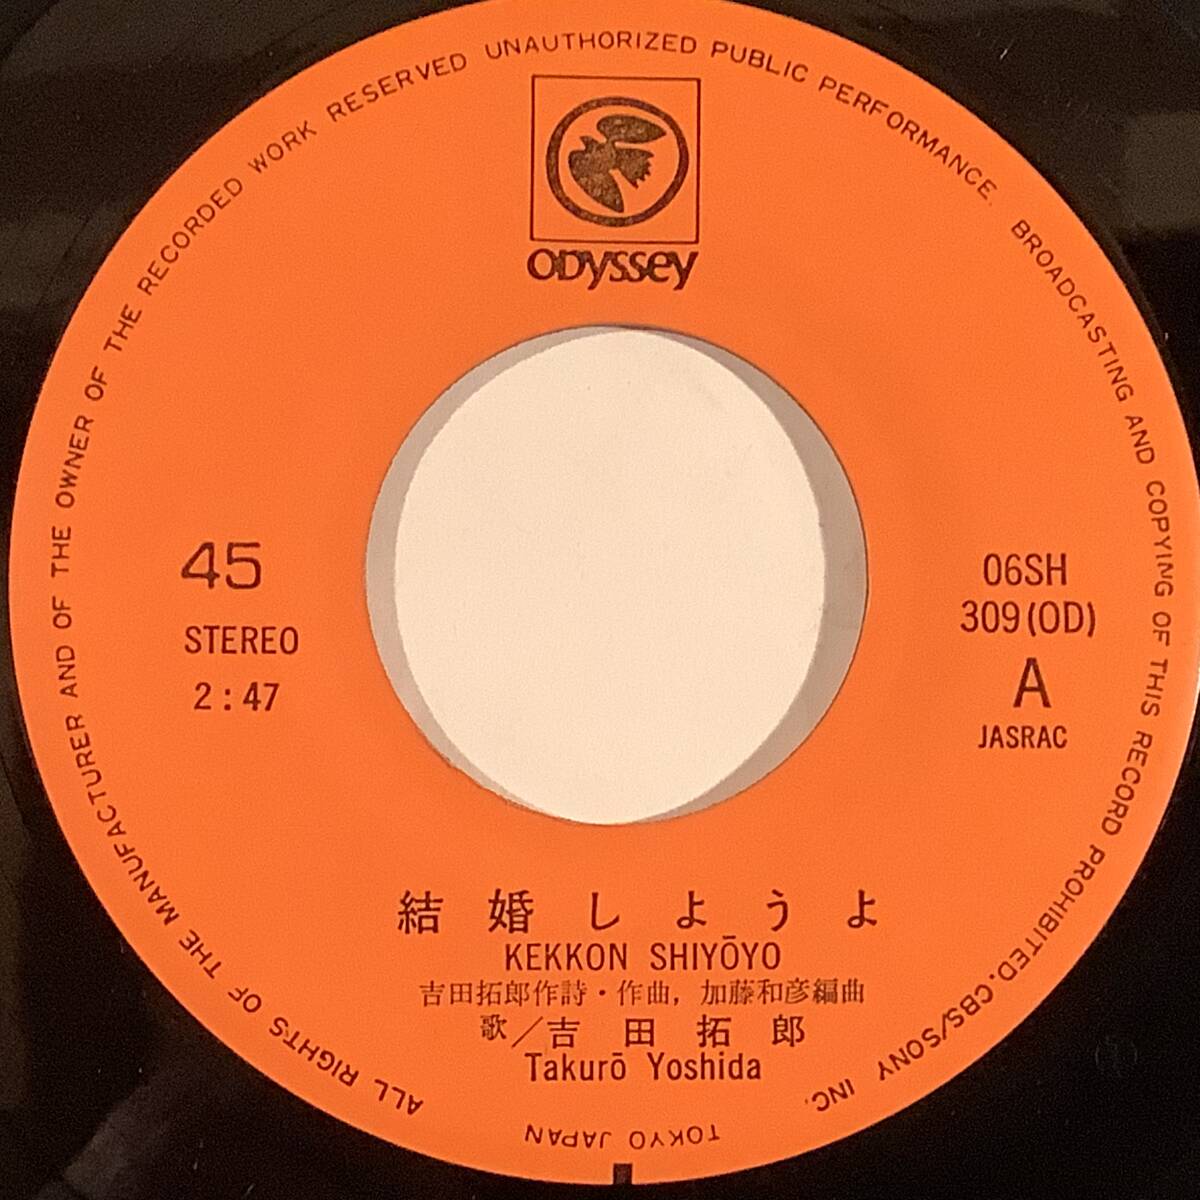 ALL RIGHTS OF THE MANUFACTURER AND OF THE OWNER OF THE RECORDED WORK RESERVED UNAUTHORIZED PUBLIC PERFORMANCE. BROADCASTING AND COPYING OF THIS RECORD PROHIBITED. CBS/SONY INC.
TOKYO JAPAN
ODYSSEY
45
STEREO
2:47
06SH
309(OD)
A
JASRAC
結婚しようよ
KEKKON SHIYŌYO
吉田拓郎作詩・作曲, 加藤和彦編曲
歌/吉田拓郎
Takurō Yoshida